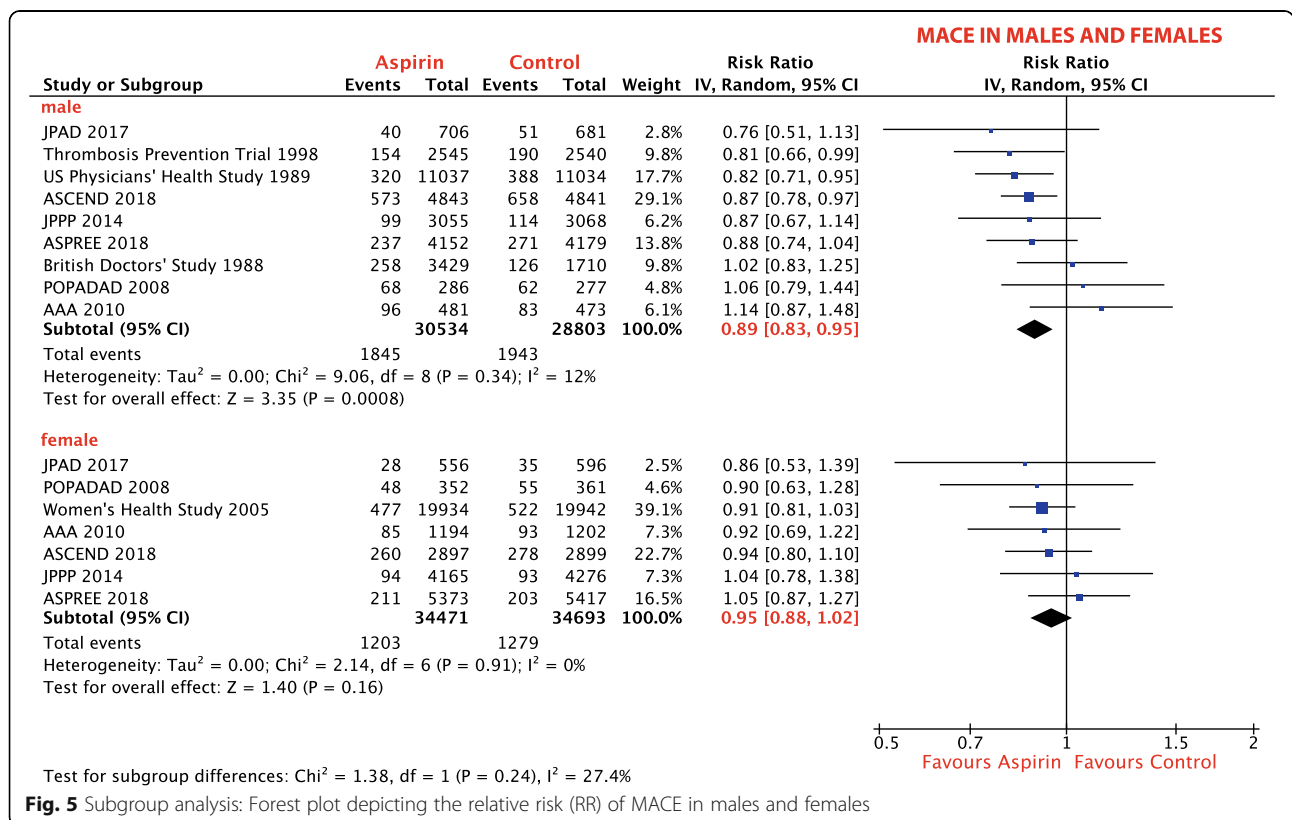 MACE IN MALES AND FEMALES
Aspirin Control Risk Ratio Risk Ratio
Study or Subgroup Events Total Events Total Weight IV, Random, 95% CI IV, Random, 95% CI
male
JPAD 2017 40 706 51 681 2.8% 0.76 [0.51, 1.13]
Thrombosis Prevention Trial 1998 154 2545 190 2540 9.8% 0.81 [0.66, 0.99]
US Physicians' Health Study 1989 320 11037 388 11034 17.7% 0.82 [0.71, 0.95]
ASCEND 2018 573 4843 658 4841 29.1% 0.87 [0.78, 0.97]
JPPP 2014 99 3055 114 3068 6.2% 0.87 [0.67, 1.14]
ASPREE 2018 237 4152 271 4179 13.8% 0.88 [0.74, 1.04]
British Doctors' Study 1988 258 3429 126 1710 9.8% 1.02 [0.83, 1.25]
POPADAD 2008 68 286 62 277 4.8% 1.06 [0.79, 1.44]
AAA 2010 96 481 83 473 6.1% 1.14 [0.87, 1.48]
Subtotal (95% CI) 30534 28803 100.0% 0.89 [0.83, 0.95]
Total events 1845 1943
Heterogeneity: Tau² = 0.00; Chi² = 9.06, df = 8 (P = 0.34); I² = 12%
Test for overall effect: Z = 3.35 (P = 0.0008)
female
JPAD 2017 28 556 35 596 2.5% 0.86 [0.53, 1.39]
POPADAD 2008 48 352 55 361 4.6% 0.90 [0.63, 1.28]
Women's Health Study 2005 477 19934 522 19942 39.1% 0.91 [0.81, 1.03]
AAA 2010 85 1194 93 1202 7.3% 0.92 [0.69, 1.22]
ASCEND 2018 260 2897 278 2899 22.7% 0.94 [0.80, 1.10]
JPPP 2014 94 4165 93 4276 7.3% 1.04 [0.78, 1.38]
ASPREE 2018 211 5373 203 5417 16.5% 1.05 [0.87, 1.27]
Subtotal (95% CI) 34471 34693 100.0% 0.95 [0.88, 1.02]
Total events 1203 1279
Heterogeneity: Tau² = 0.00; Chi² = 2.14, df = 6 (P = 0.91); I² = 0%
Test for overall effect: Z = 1.40 (P = 0.16)
0.5 0.7 1 1.5 2
Favours Aspirin Favours Control
Test for subgroup differences: Chi² = 1.38, df = 1 (P = 0.24), I² = 27.4%
Fig. 5 Subgroup analysis: Forest plot depicting the relative risk (RR) of MACE in males and females